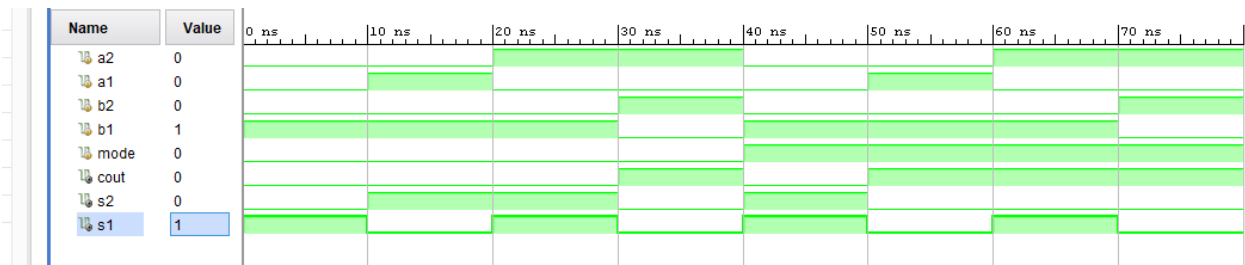 Name Value 0 ns 10 ns 20 ns 30 ns 40 ns 50 ns 60 ns 70 ns
a2 0
a1 0
b2 0
b1 1
mode 0
cout 0
s2 0
s1 1